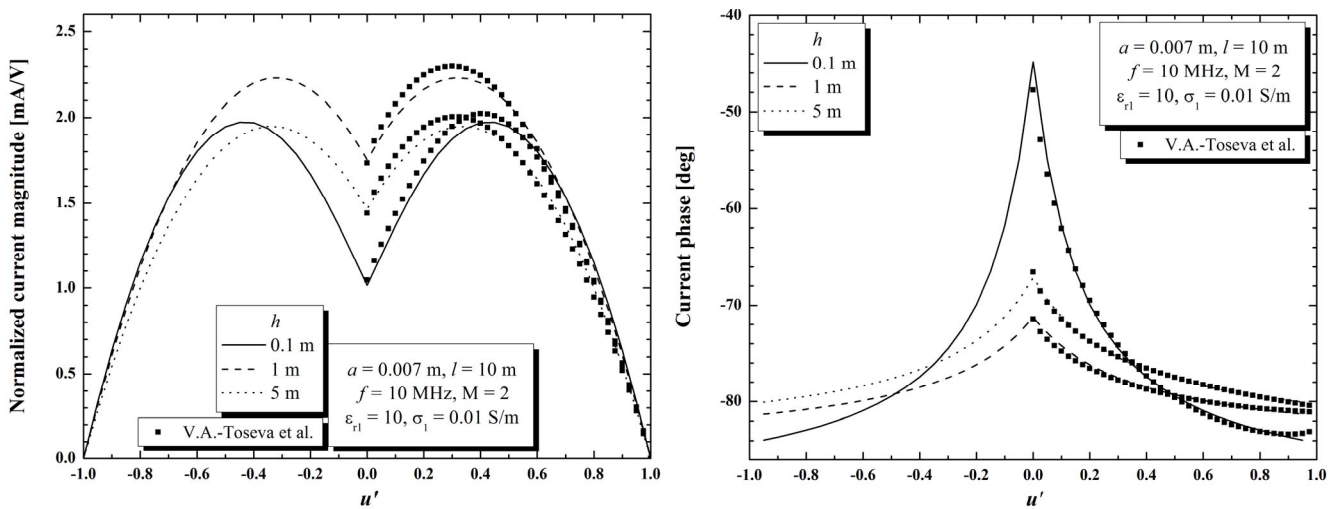 Normalized current magnitude [mA/V]
2.5
2.0
1.5
1.0
0.5
0.0
-1.0 -0.8 -0.6 -0.4 -0.2 0.0 0.2 0.4 0.6 0.8 1.0
u'
h
0.1 m
1 m
5 m
V.A.-Toseva et al.
a = 0.007 m, l = 10 m
f = 10 MHz, M = 2
εr1 = 10, σ1 = 0.01 S/m
Current phase [deg]
-40
-50
-60
-70
-80
-1.0 -0.8 -0.6 -0.4 -0.2 0.0 0.2 0.4 0.6 0.8 1.0
u'
h
0.1 m
1 m
5 m
a = 0.007 m, l = 10 m
f = 10 MHz, M = 2
εr1 = 10, σ1 = 0.01 S/m
V.A.-Toseva et al.